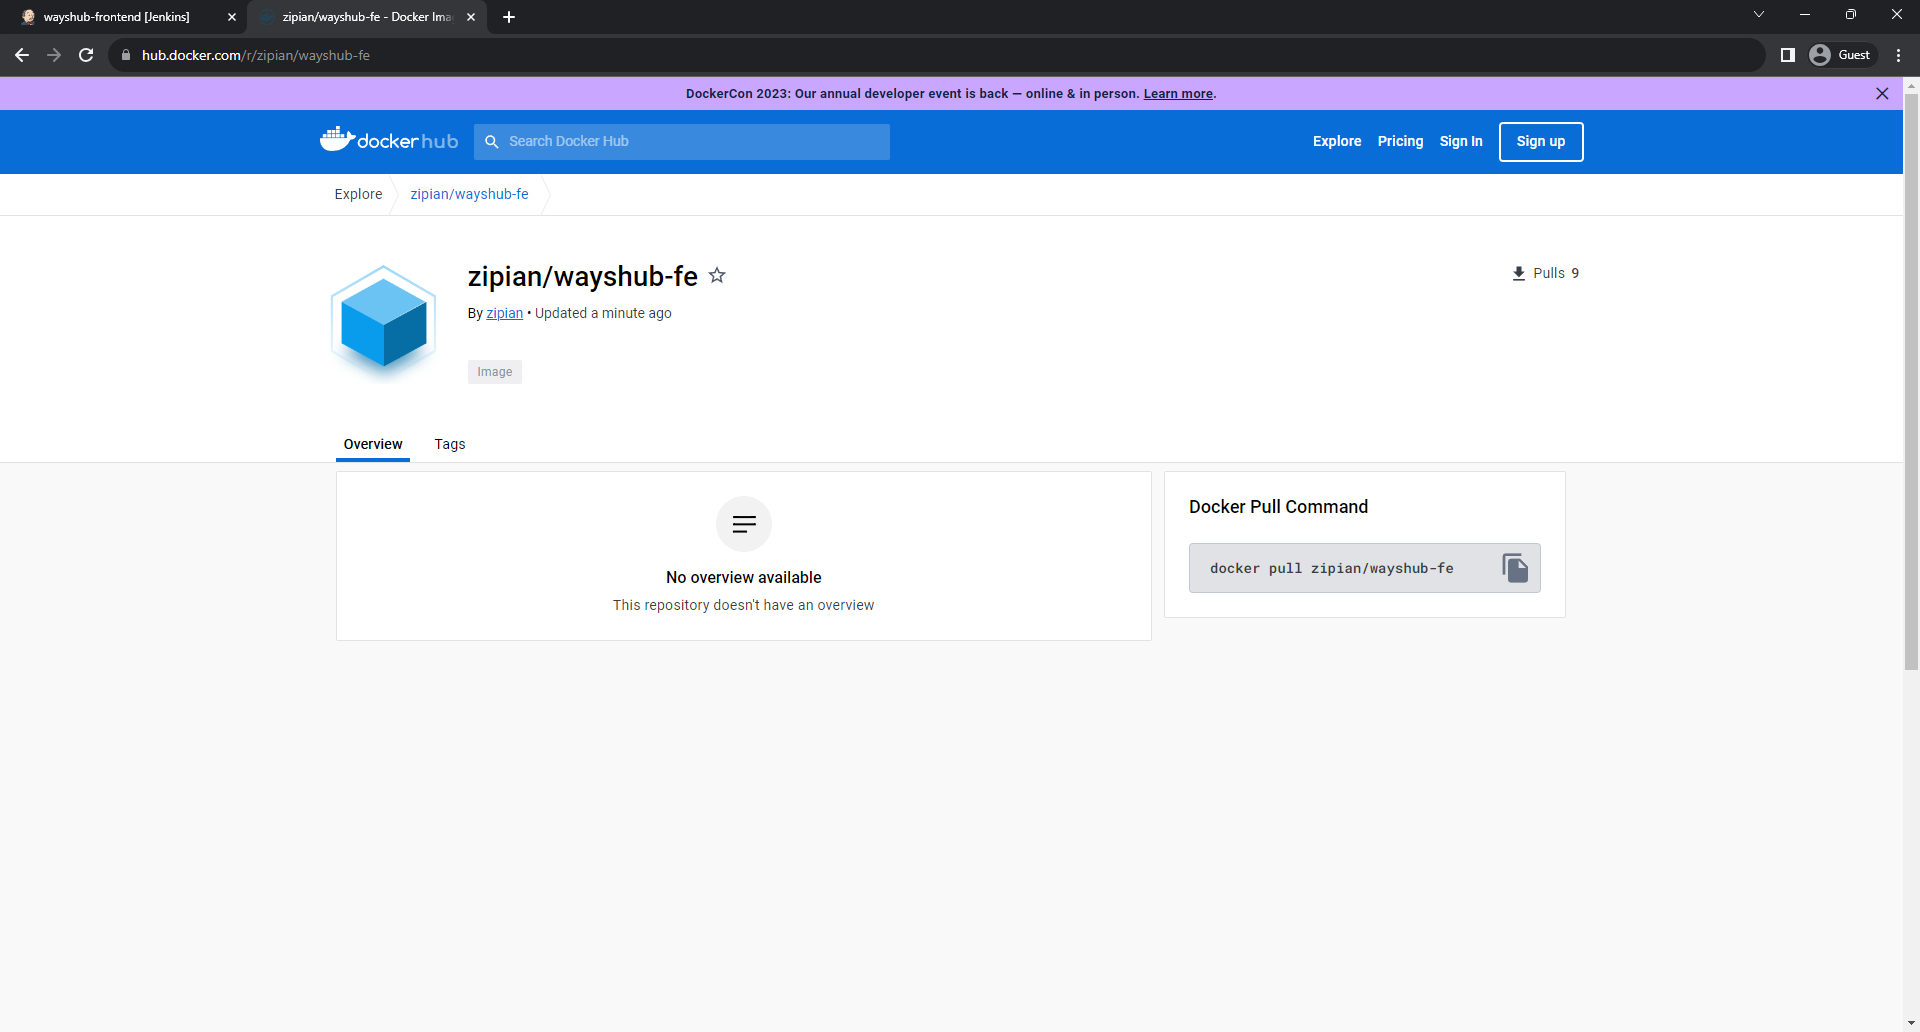 wayshub-frontend [Jenkins]
zipian/wayshub-fe - Docker Ima
hub.docker.com/r/zipian/wayshub-fe
Guest
DockerCon 2023: Our annual developer event is back — online & in person. Learn more.
dockerhub
Search Docker Hub
Explore
Pricing
Sign In
Sign up
Explore
zipian/wayshub-fe
zipian/wayshub-fe
Pulls 9
By zipian • Updated a minute ago
Image
Overview
Tags
No overview available
This repository doesn't have an overview
Docker Pull Command
docker pull zipian/wayshub-fe